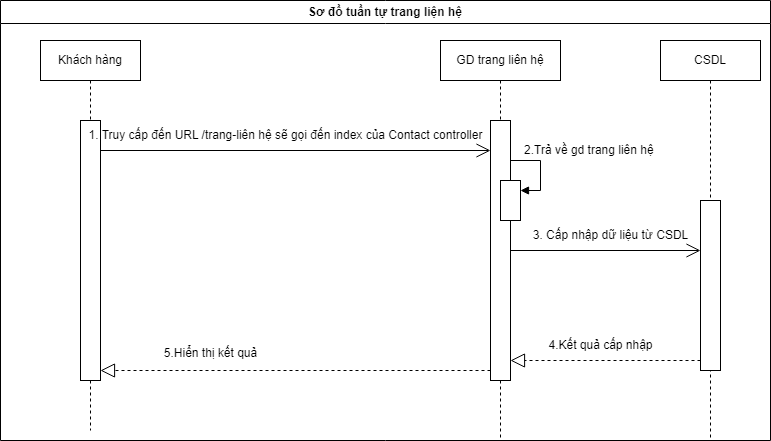 Sơ đồ tuần tự trang liện hệ
Khách hàng
GD trang liên hệ
CSDL
1. Truy cấp đến URL /trang-liên hệ sẽ gọi đến index của Contact controller
2.Trả về gd trang liên hệ
3. Cấp nhập dữ liệu từ CSDL
4.Kết quả cấp nhập
5.Hiển thị kết quả